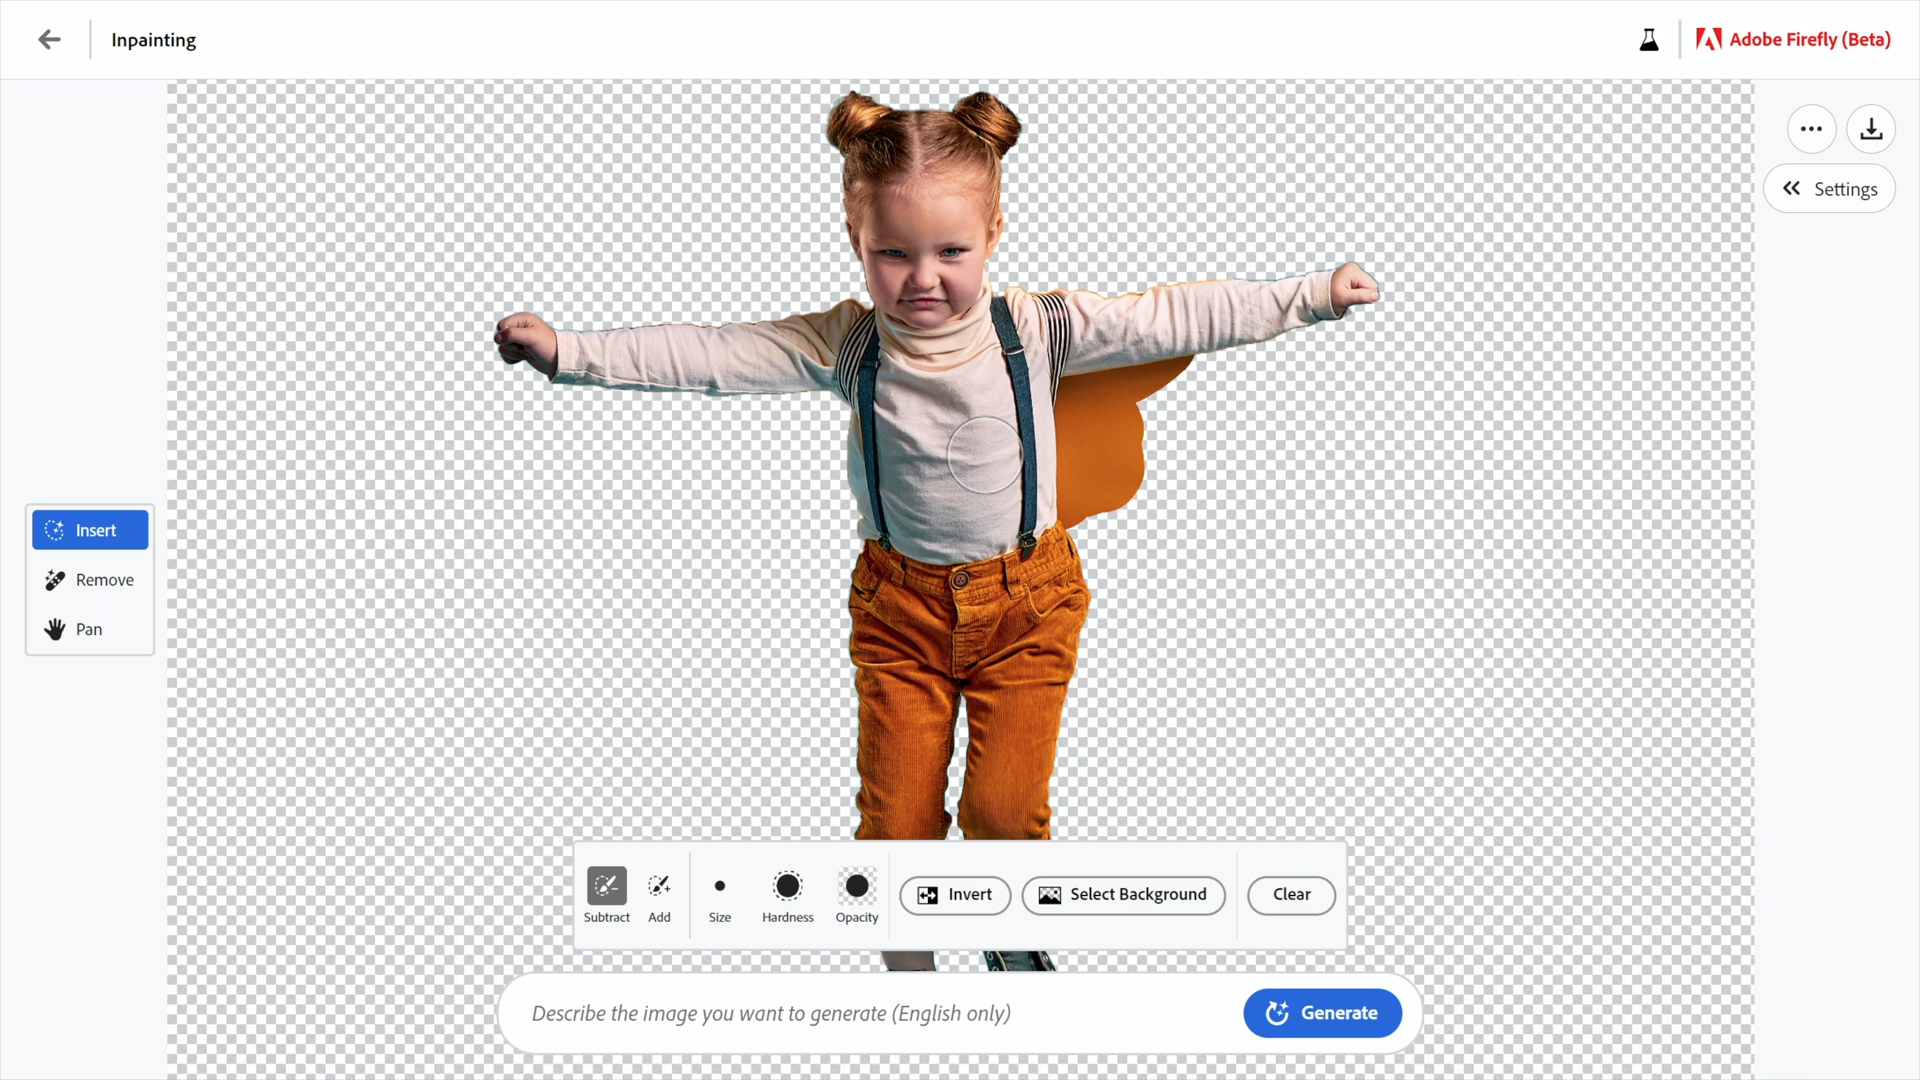 Inpainting
Adobe Firefly (Beta)
Settings
Insert
Remove
Pan
Subtract
Add
Size
Hardness
Opacity
Invert
Select Background
Clear
Describe the image you want to generate (English only)
Generate